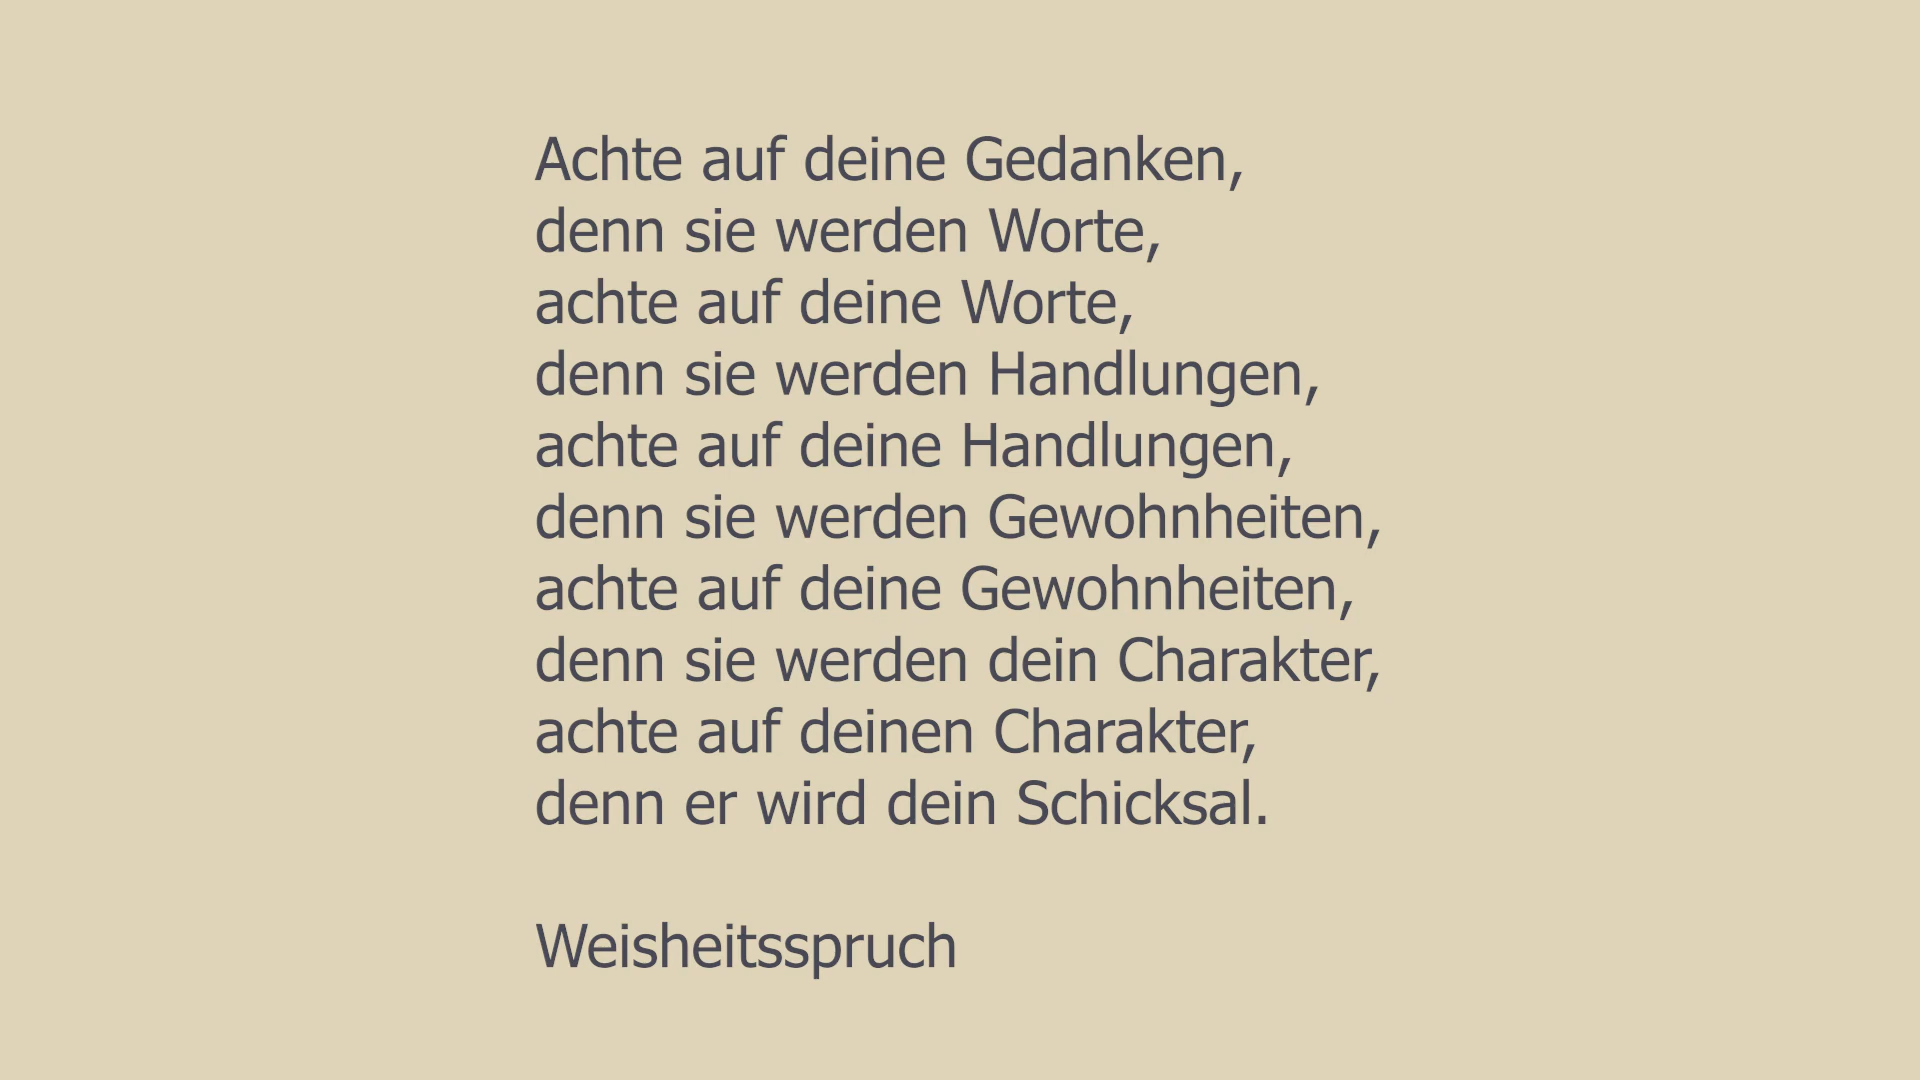 Achte auf deine Gedanken,
denn sie werden Worte,
achte auf deine Worte,
denn sie werden Handlungen,
achte auf deine Handlungen,
denn sie werden Gewohnheiten,
achte auf deine Gewohnheiten,
denn sie werden dein Charakter,
achte auf deinen Charakter,
denn er wird dein Schicksal.
Weisheitsspruch